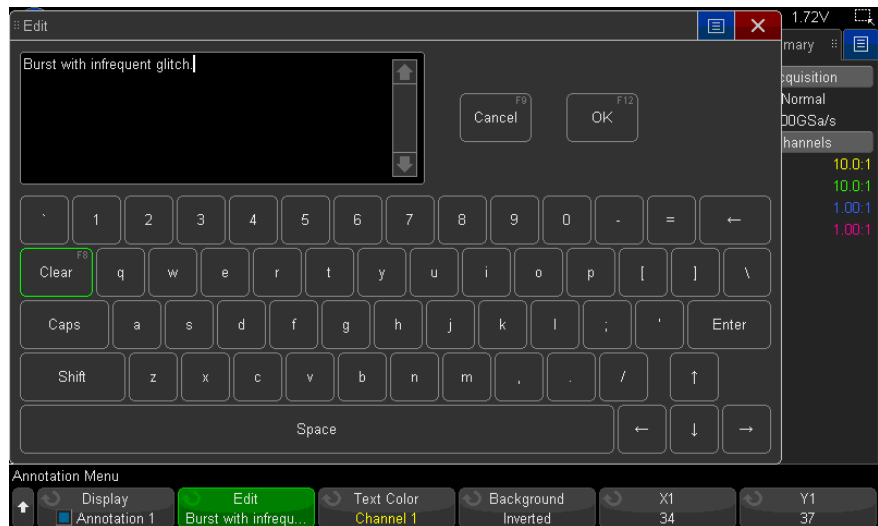 Edit
1.72V
Burst with infrequent glitch.
F9
Cancel
F12
OK
mary
Normal
hannels
10.0:1
10.0:1
1.00:1
1.00:1
` 1 2 3 4 5 6 7 8 9 0 - = ←
F8
Clear q w e r t y u i o p [ ] \
Caps a s d f g h j k l ; ' Enter
Shift z x c v b n m , . / ↑
Space ← ↓ →
Annotation Menu
Display Edit Text Color Background X1 Y1
Annotation 1 Burst with infrequ... Channel 1 Inverted 34 37